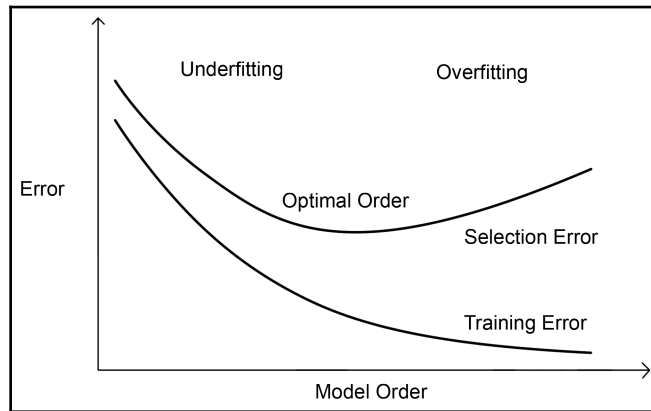 Underfitting
Overfitting
Error
Optimal Order
Selection Error
Training Error
Model Order